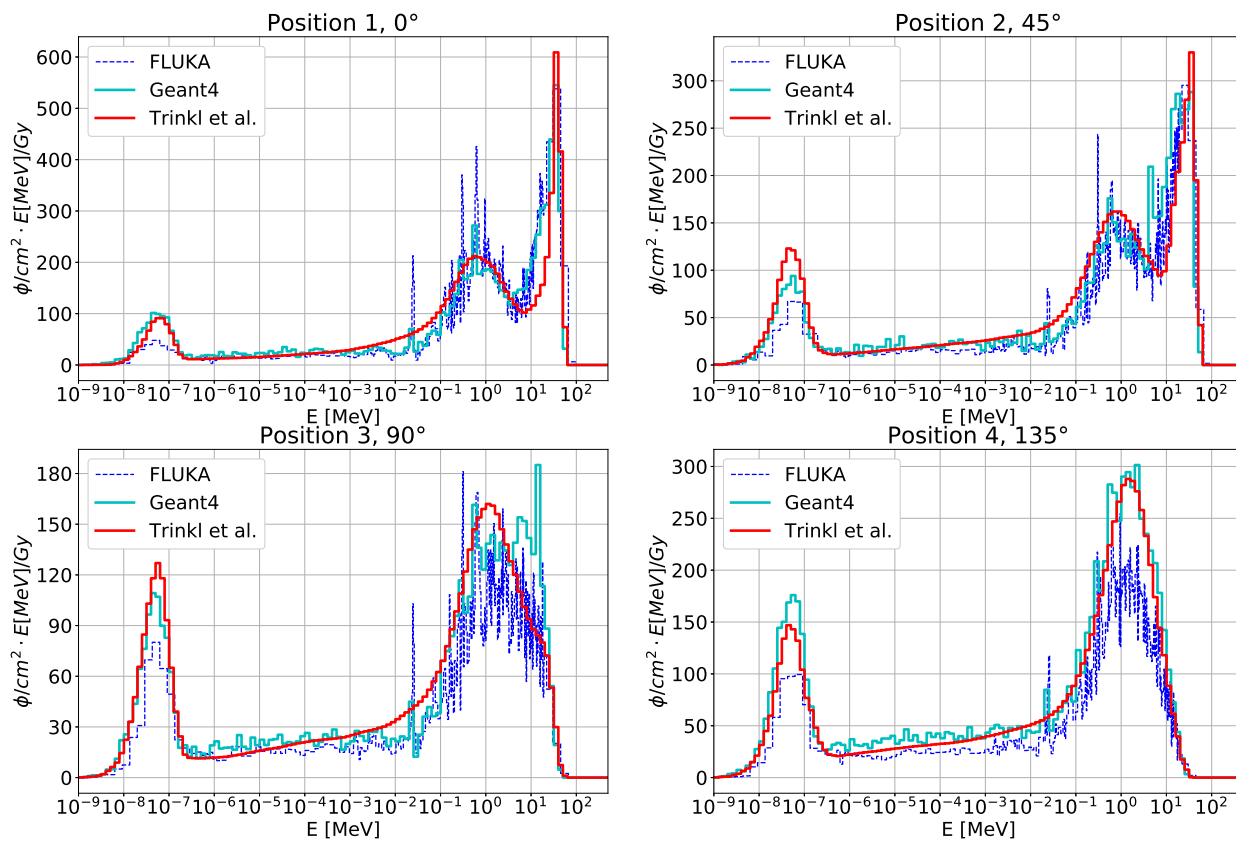 Position 1, 0°
ϕ/cm² · E[MeV]/Gy
600
500
400
300
200
100
0
FLUKA
Geant4
Trinkl et al.
10⁻⁹ 10⁻⁸ 10⁻⁷ 10⁻⁶ 10⁻⁵ 10⁻⁴ 10⁻³ 10⁻² 10⁻¹ 10⁰ 10¹ 10²
E [MeV]
Position 2, 45°
ϕ/cm² · E[MeV]/Gy
300
250
200
150
100
50
0
FLUKA
Geant4
Trinkl et al.
10⁻⁹ 10⁻⁸ 10⁻⁷ 10⁻⁶ 10⁻⁵ 10⁻⁴ 10⁻³ 10⁻² 10⁻¹ 10⁰ 10¹ 10²
E [MeV]
Position 3, 90°
ϕ/cm² · E[MeV]/Gy
180
150
120
90
60
30
0
FLUKA
Geant4
Trinkl et al.
10⁻⁹ 10⁻⁸ 10⁻⁷ 10⁻⁶ 10⁻⁵ 10⁻⁴ 10⁻³ 10⁻² 10⁻¹ 10⁰ 10¹ 10²
E [MeV]
Position 4, 135°
ϕ/cm² · E[MeV]/Gy
300
250
200
150
100
50
0
FLUKA
Geant4
Trinkl et al.
10⁻⁹ 10⁻⁸ 10⁻⁷ 10⁻⁶ 10⁻⁵ 10⁻⁴ 10⁻³ 10⁻² 10⁻¹ 10⁰ 10¹ 10²
E [MeV]